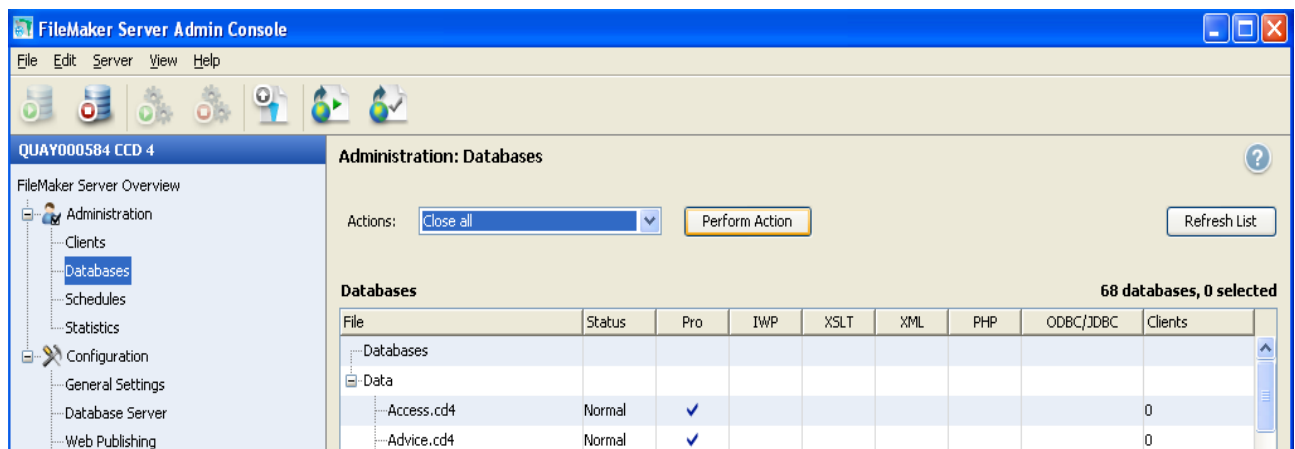 FileMaker Server Admin Console
File Edit Server View Help
QUAY000584 CCD 4
FileMaker Server Overview
Administration
Clients
Databases
Schedules
Statistics
Configuration
General Settings
Database Server
Web Publishing
Administration: Databases
Actions: Close all Perform Action Refresh List
Databases 68 databases, 0 selected
File Status Pro IWP XSLT XML PHP ODBC/JDBC Clients
Databases
Data
Access.cd4 Normal ✓ 0
Advice.cd4 Normal ✓ 0